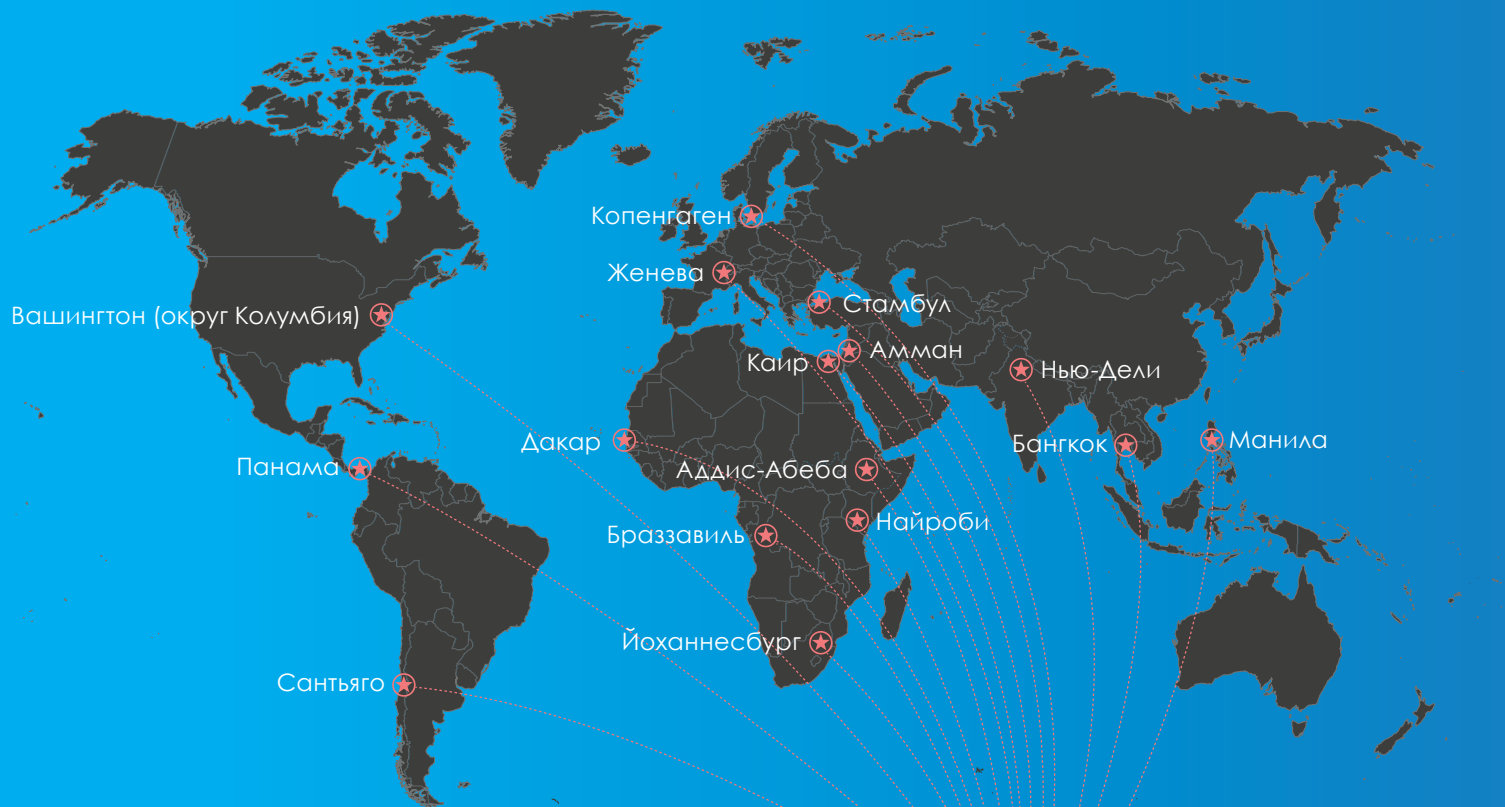 Копенгаген
Женева
Стамбул
Вашингтон (округ Колумбия)
Амман
Каир
Нью-Дели
Дакар
Бангкок
Манила
Панама
Аддис-Абеба
Найроби
Браззавиль
Йоханнесбург
Сантьяго